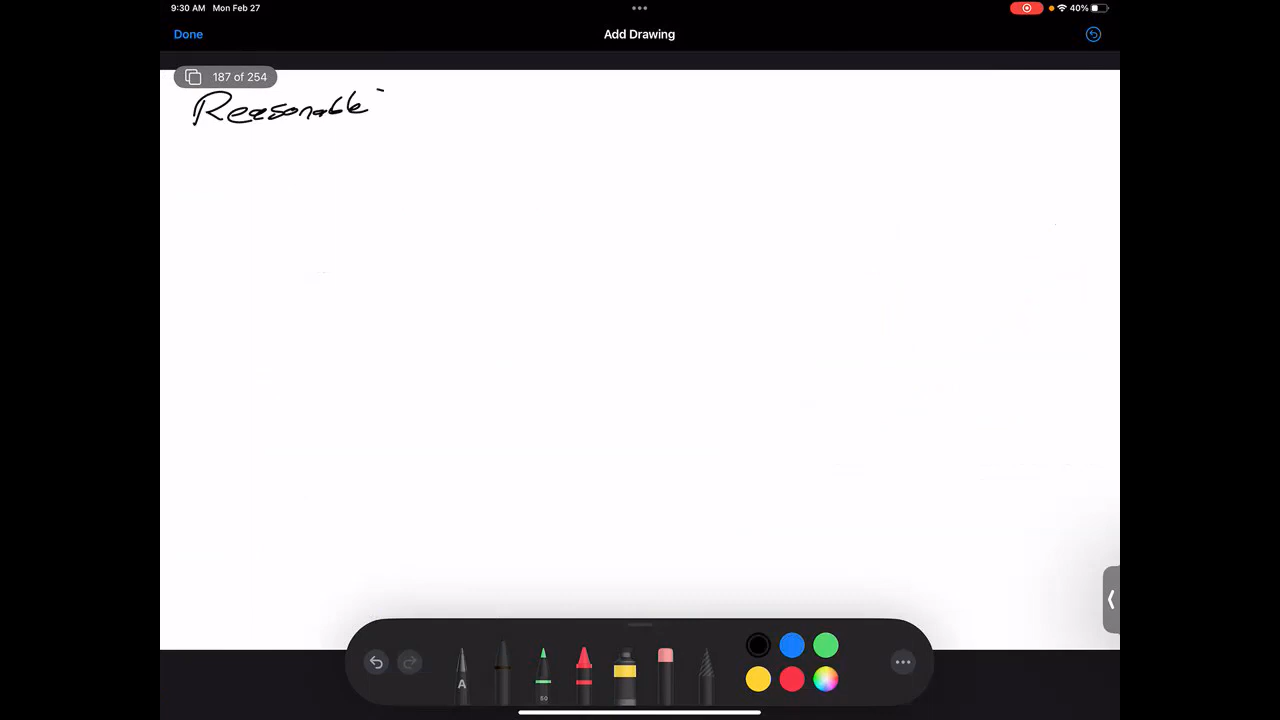 9:30 AM Mon Feb 27
40%
Done
Add Drawing
187 of 254
Reasonable
A
50